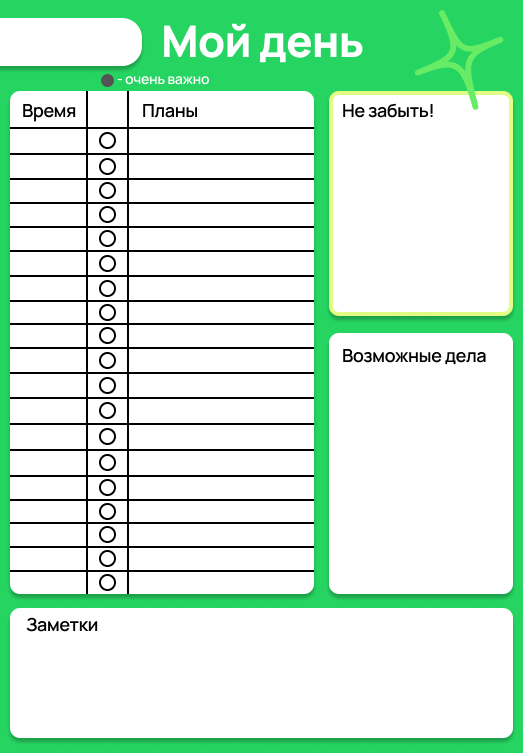 Мой день
- очень важно
Время
Планы
Не забыть!
Возможные дела
Заметки